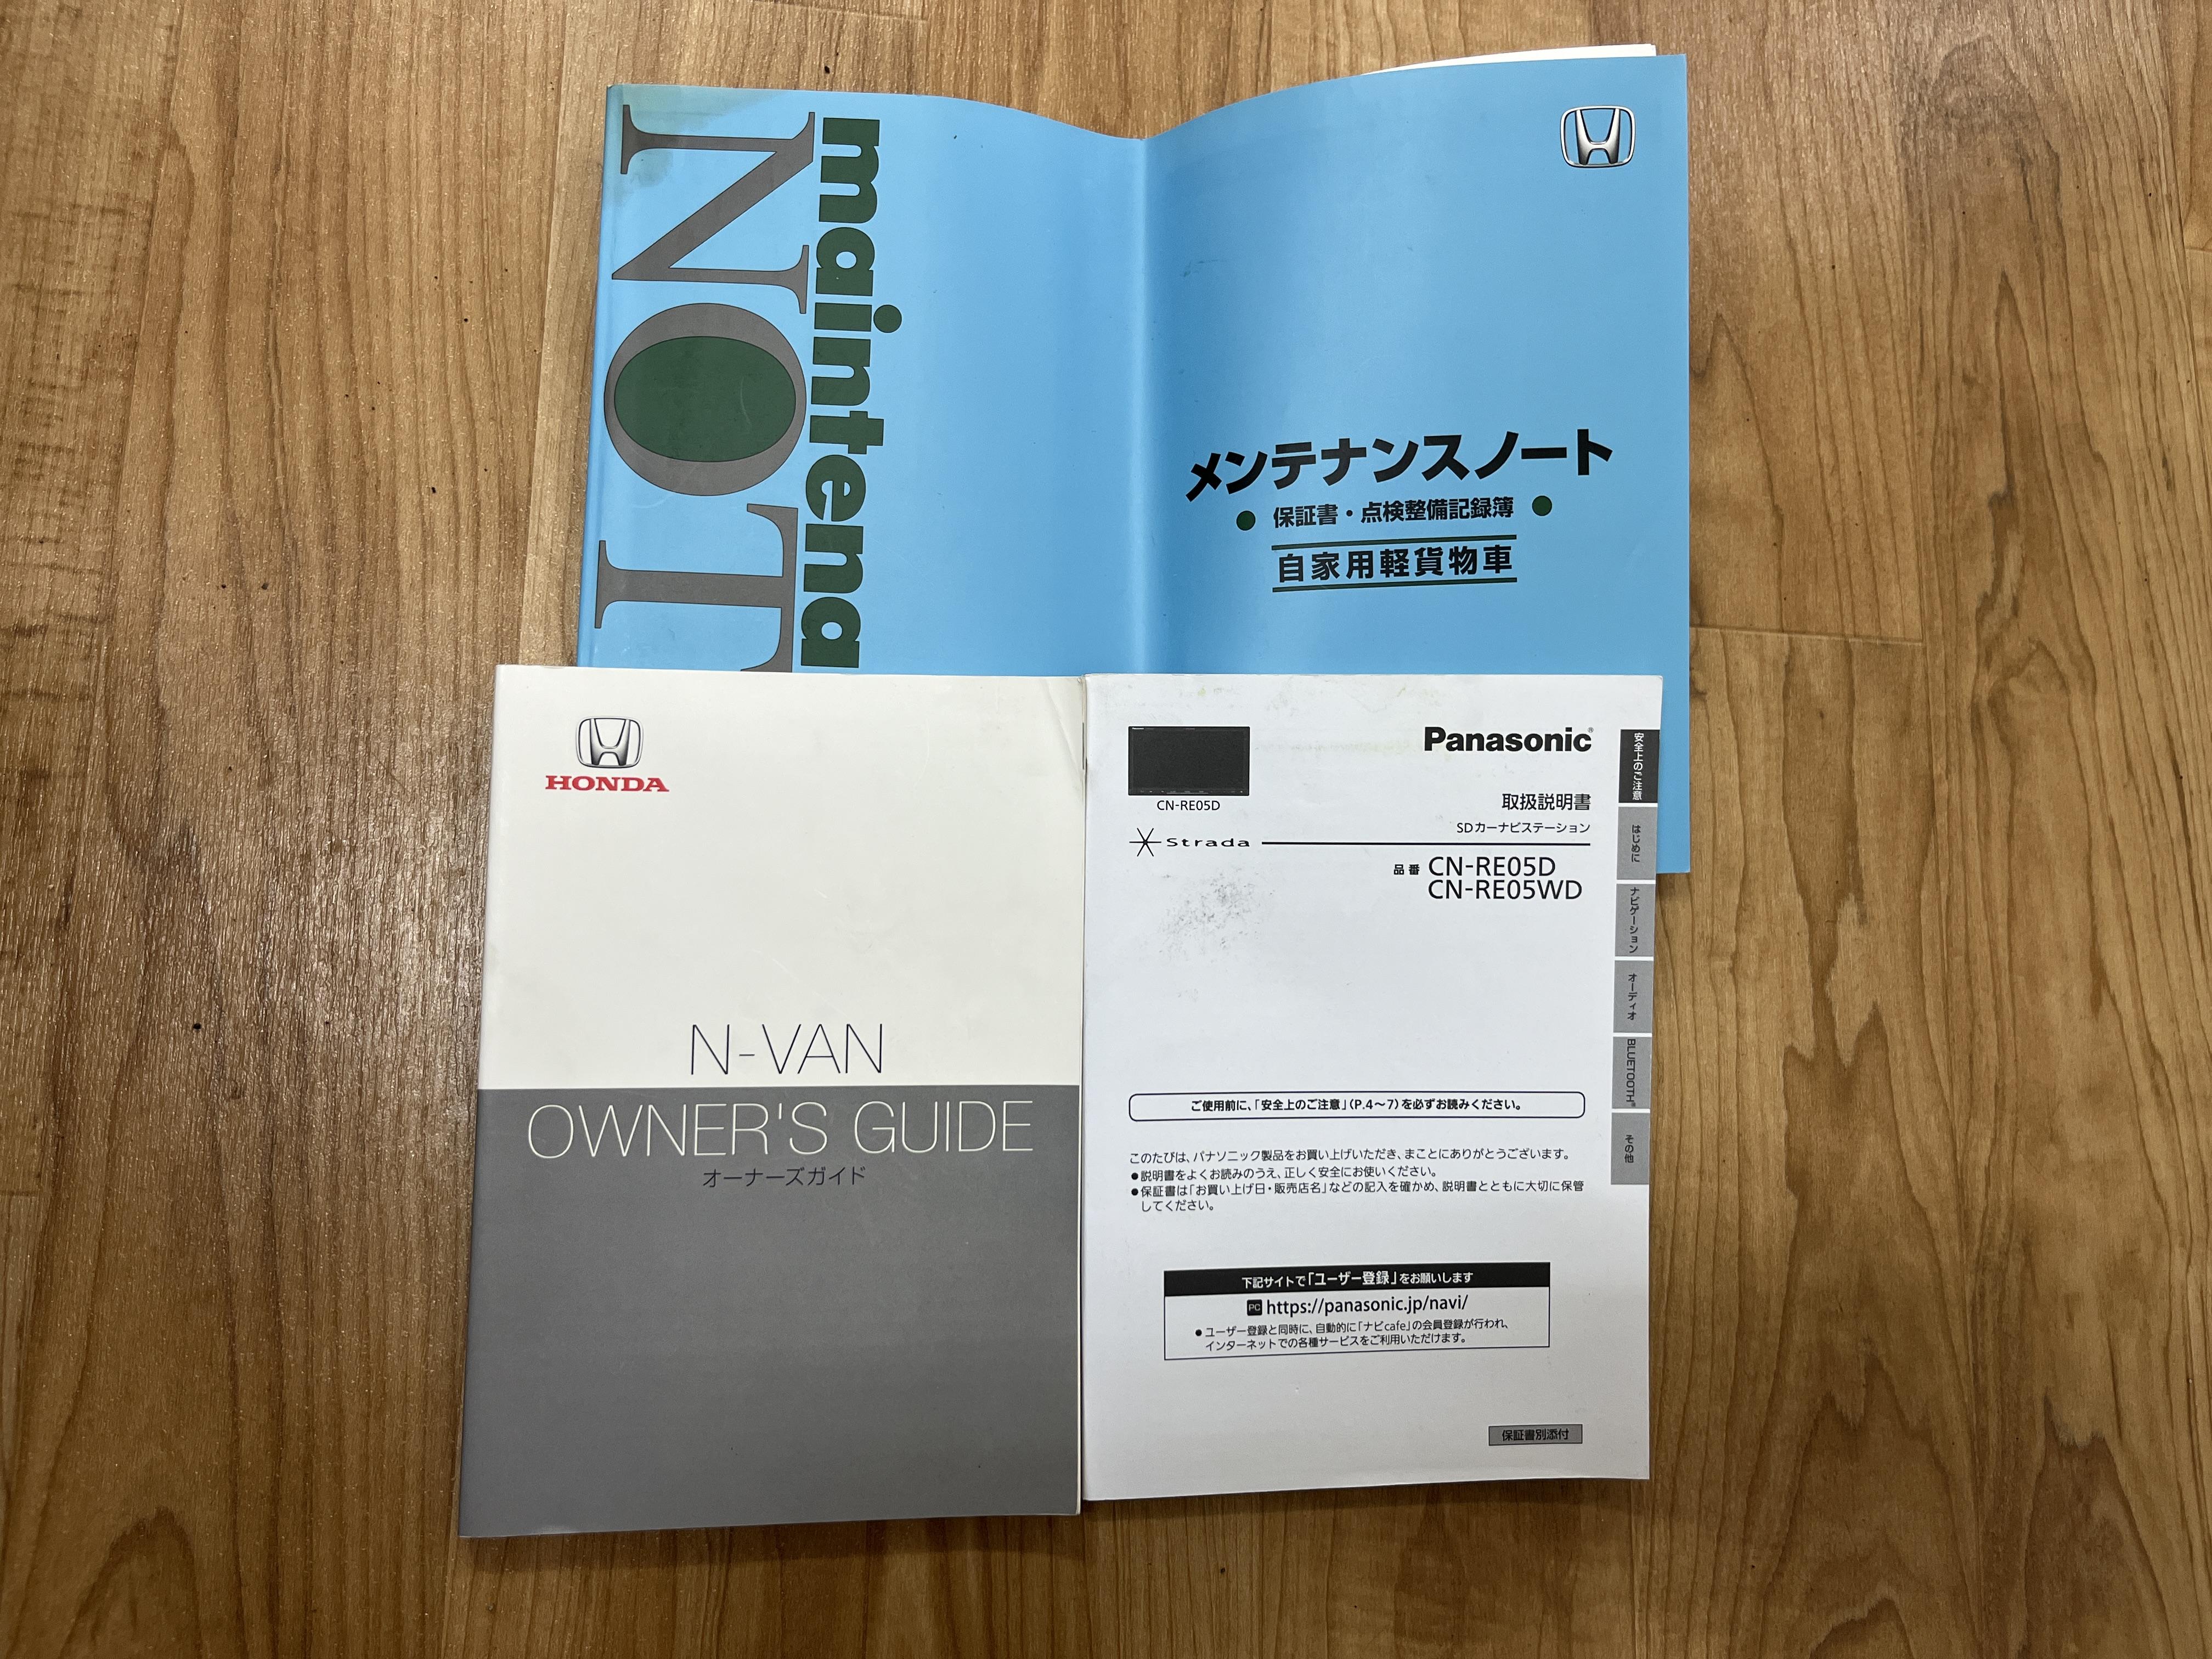 maintena
NOT
メンテナンスノート
● 保証書・点検整備記録簿 ●
自家用軽貨物車
HONDA
N-VAN
OWNER'S GUIDE
オーナーズガイド
Panasonic®
CN-RE05D
取扱説明書
SDカーナビステーション
Strada
品番 CN-RE05D
CN-RE05WD
ご使用前に、「安全上のご注意」(P.4～7)を必ずお読みください。
このたびは、パナソニック製品をお買い上げいただき、まことにありがとうございます。
●説明書をよくお読みのうえ、正しく安全にお使いください。
●保証書は「お買い上げ日・販売店名」などの記入を確かめ、説明書とともに大切に保管
してください。
下記サイトで「ユーザー登録」をお願いします
PC https://panasonic.jp/navi/
●ユーザー登録と同時に、自動的に「ナビcafe」の会員登録が行われ、
インターネットでの各種サービスをご利用いただけます。
保証書別添付
安全上のご注意
はじめに
ナビゲーション
オーディオ
BLUETOOTH®
その他